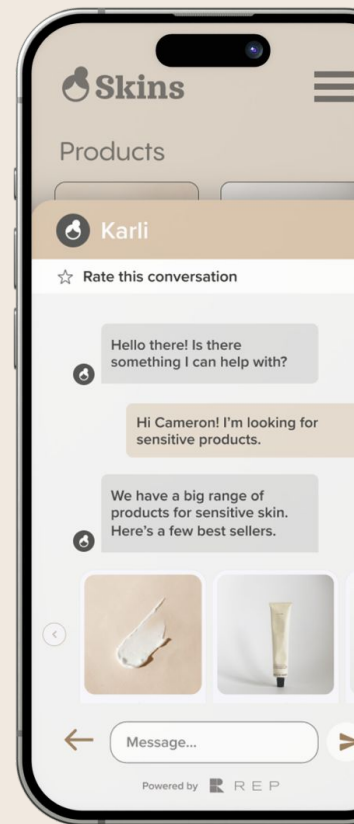 Skins
Products
Karli
Rate this conversation
Hello there! Is there
something I can help with?
Hi Cameron! I'm looking for
sensitive products.
We have a big range of
products for sensitive skin.
Here's a few best sellers.
Message...
Powered by REP